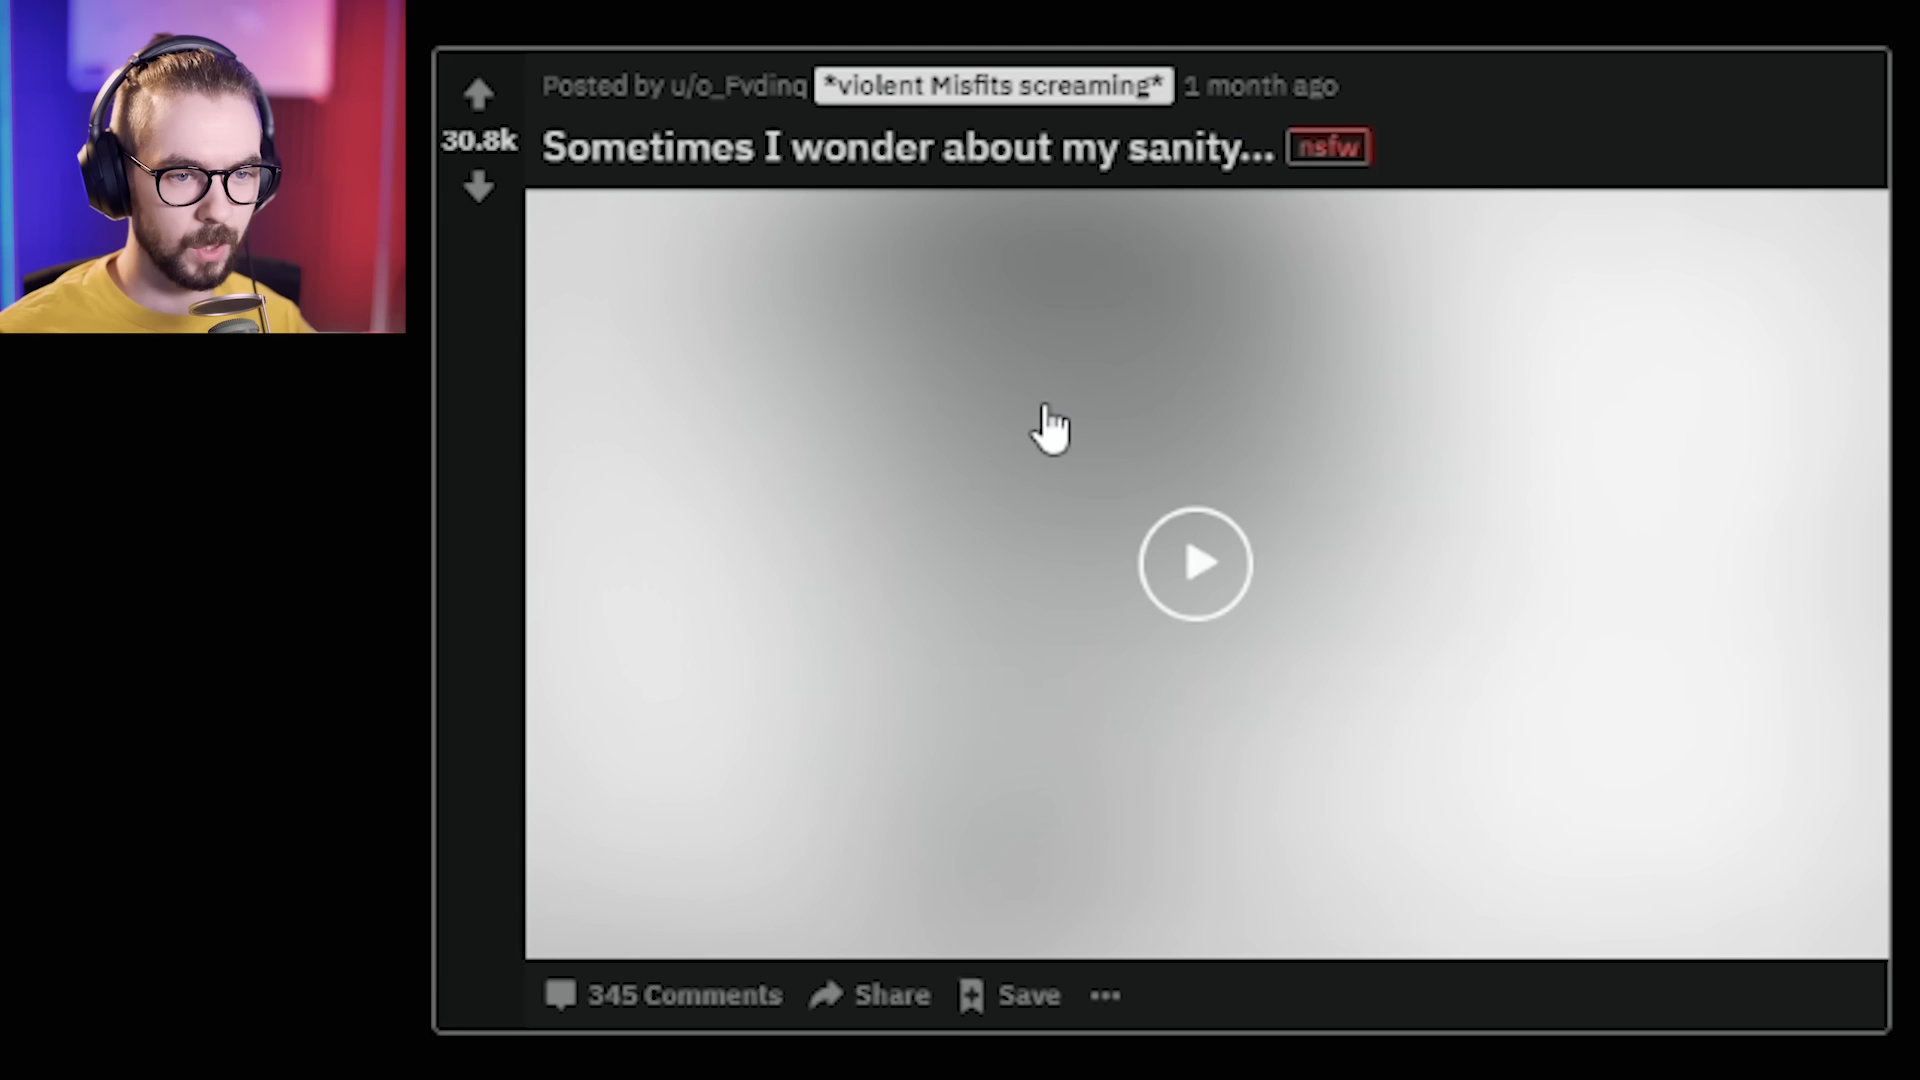 Posted by u/o_Fvdinq *violent Misfits screaming* 1 month ago
30.8k
Sometimes I wonder about my sanity... nsfw
345 Comments Share Save